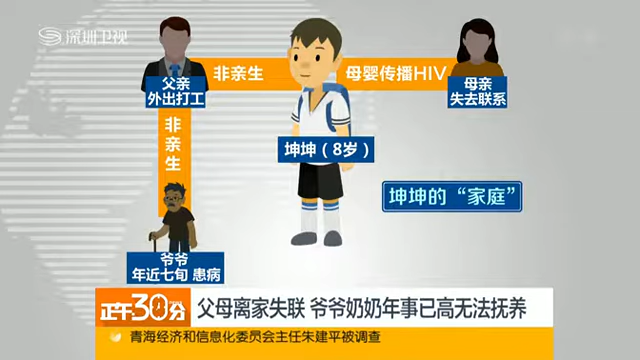 深圳卫视
父亲
外出打工
非亲生
母婴传播HIV
母亲
失去联系
非亲生
坤坤（8岁）
坤坤的“家庭”
爷爷
年近七旬 患病
正午30分
父母离家失联 爷爷奶奶年事已高无法抚养
青海经济和信息化委员会主任朱建平被调查